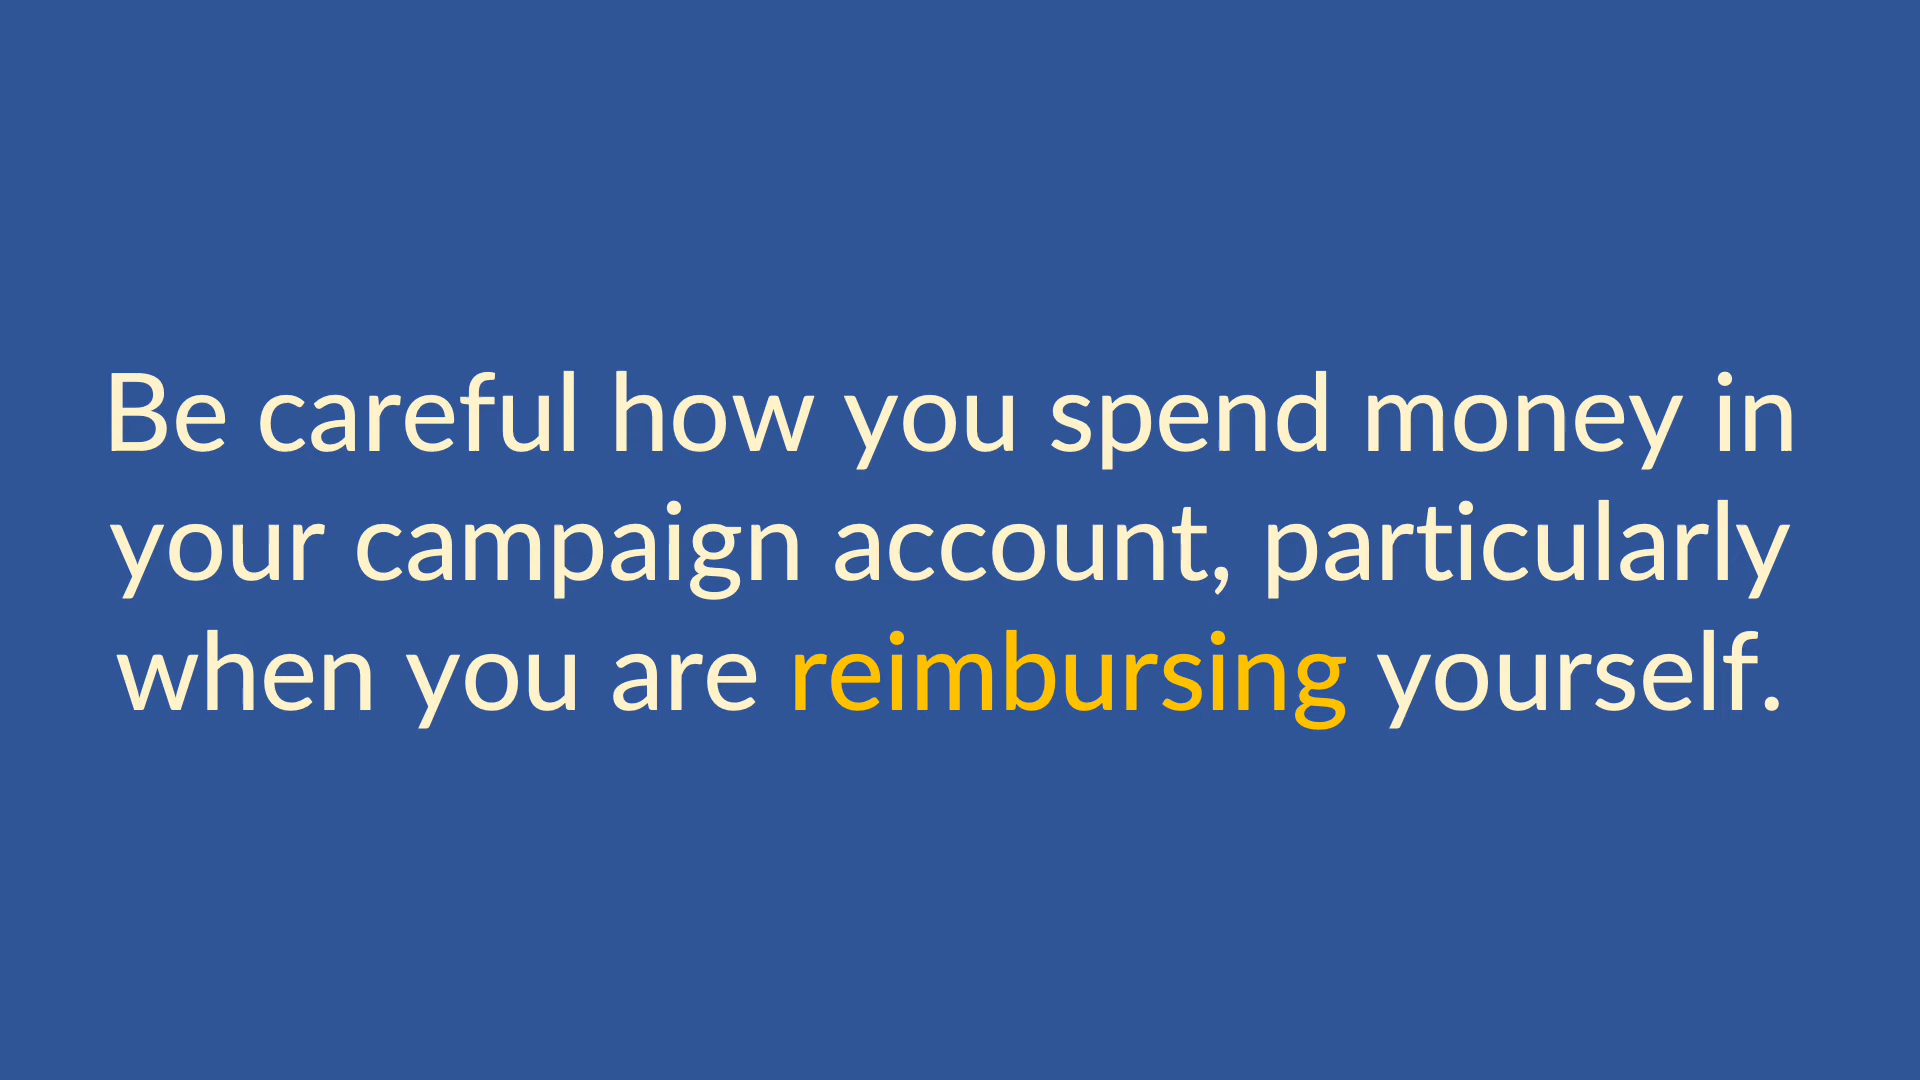 Be careful how you spend money in
your campaign account, particularly
when you are reimbursing yourself.